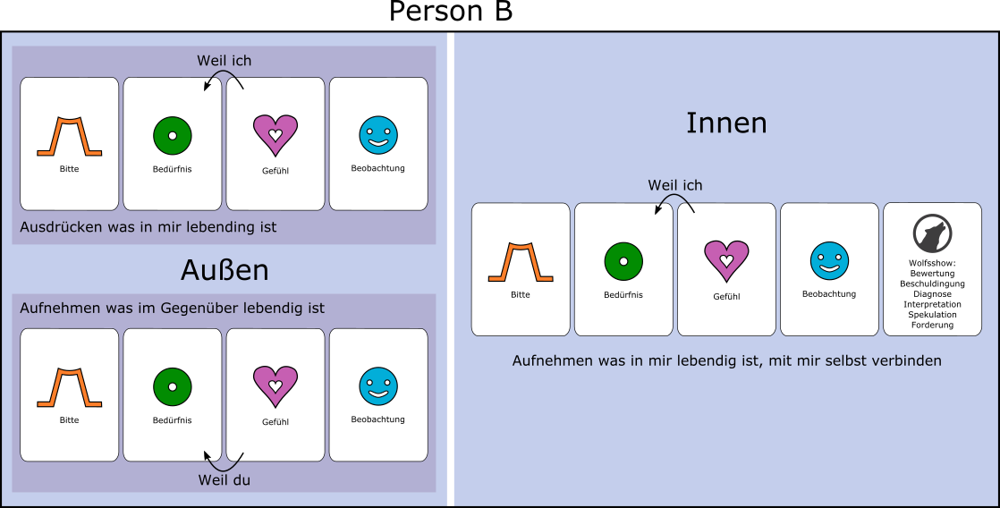 Person B
Weil ich
Bitte
Bedürfnis
Gefühl
Beobachtung
Ausdrücken was in mir lebending ist
Außen
Aufnehmen was im Gegenüber lebendig ist
Bitte
Bedürfnis
Gefühl
Beobachtung
Weil du
Innen
Weil ich
Bitte
Bedürfnis
Gefühl
Beobachtung
Wolfsshow:
Bewertung
Beschuldingung
Diagnose
Interpretation
Spekulation
Forderung
Aufnehmen was in mir lebendig ist, mit mir selbst verbinden